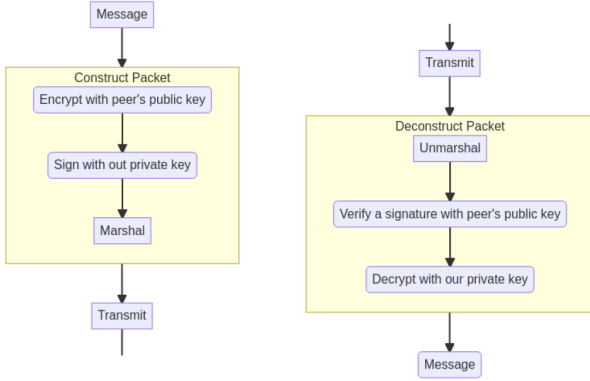 Message
Construct Packet
Encrypt with peer's public key
Sign with out private key
Marshal
Transmit
Transmit
Deconstruct Packet
Unmarshal
Verify a signature with peer's public key
Decrypt with our private key
Message